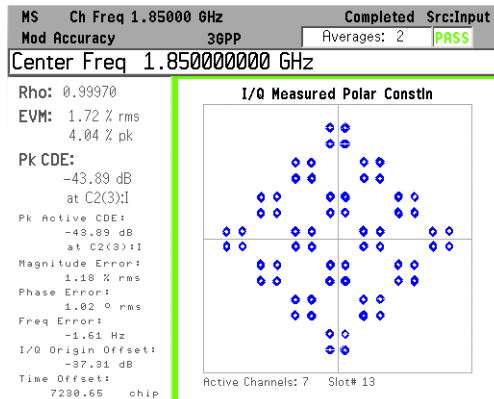 MS Ch Freq 1.85000 GHz Completed Src:Input
Mod Accuracy 3GPP Averages: 2 PASS
Center Freq 1.850000000 GHz
Rho: 0.99970
EVM: 1.72 % rms
4.04 % pk
Pk CDE:
-43.89 dB
at C2(3):I
Pk Active CDE:
-43.89 dB
at C2(3):I
Magnitude Error:
1.18 % rms
Phase Error:
1.02 ° rms
Freq Error:
-1.61 Hz
I/Q Origin Offset:
-37.31 dB
Time Offset:
7230.65 chip
I/Q Measured Polar Constln
Active Channels: 7 Slot# 13